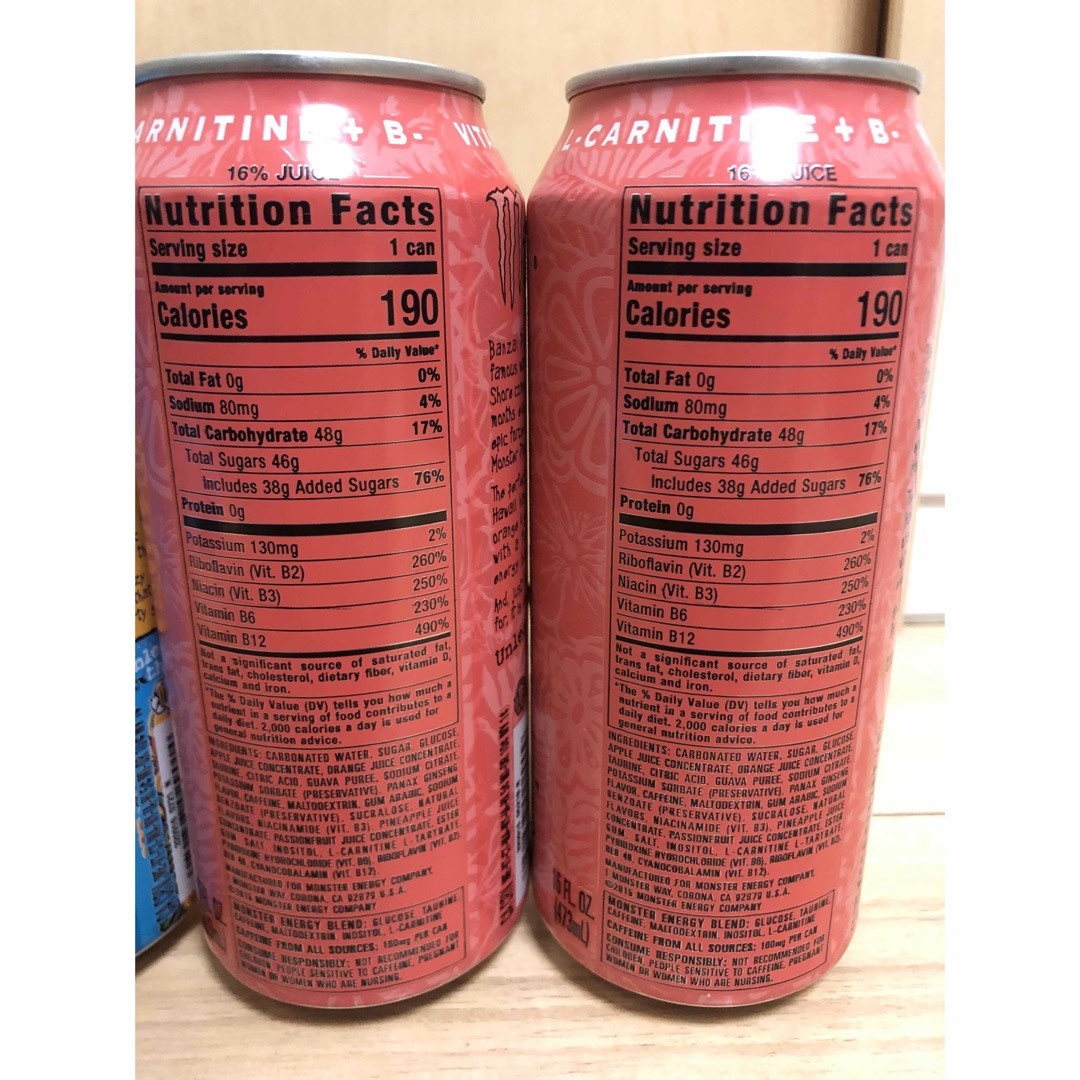 ARNITINE + B-
VITA
16% JUICE
Nutrition Facts
Serving size 1 can
Amount per serving
Calories 190
% Daily Value*
Total Fat 0g 0%
Sodium 80mg 4%
Total Carbohydrate 48g 17%
Total Sugars 46g
Includes 38g Added Sugars 76%
Protein 0g
Potassium 130mg 2%
Riboflavin (Vit. B2) 260%
Niacin (Vit. B3) 250%
Vitamin B6 230%
Vitamin B12 490%
Not a significant source of saturated fat,
trans fat, cholesterol, dietary fiber, vitamin D,
calcium and iron.
*The % Daily Value (DV) tells you how much a
nutrient in a serving of food contributes to a
daily diet. 2,000 calories a day is used for
general nutrition advice.
INGREDIENTS: CARBONATED WATER, SUGAR, GLUCOSE,
APPLE JUICE CONCENTRATE, ORANGE JUICE CONCENTRATE,
TAURINE, CITRIC ACID, GUAVA PUREE, SODIUM CITRATE,
POTASSIUM SORBATE (PRESERVATIVE), PANAX GINSENG
FLAVOR, CAFFEINE, MALTODEXTRIN, GUM ARABIC, SODIUM
BENZOATE (PRESERVATIVE), SUCRALOSE, NATURAL
FLAVORS, NIACINAMIDE (VIT. B3), PINEAPPLE JUICE
CONCENTRATE, PASSIONFRUIT JUICE CONCENTRATE, ESTER
GUM, SALT, INOSITOL, L-CARNITINE L-TARTRATE,
PYRIDOXINE HYDROCHLORIDE (VIT. B6), RIBOFLAVIN (VIT. B2),
RED 40, CYANOCOBALAMIN (VIT. B12).
MANUFACTURED FOR MONSTER ENERGY COMPANY,
1 MONSTER WAY, CORONA, CA 92879 U.S.A.
MONSTER ENERGY COMPANY
MONSTER ENERGY BLEND: GLUCOSE, TAURINE,
CAFFEINE, MALTODEXTRIN, INOSITOL, L-CARNITINE
CAFFEINE FROM ALL SOURCES: 160mg PER CAN
CONSUME RESPONSIBLY: NOT RECOMMENDED FOR
CHILDREN, PEOPLE SENSITIVE TO CAFFEINE, PREGNANT
WOMEN OR WOMEN WHO ARE NURSING.
Banzai
famous
Shore
months
epic
Monster
The
Hawaii
orange
with a
energy
And,
for.
L-CARNITINE + B-
16% JUICE
Nutrition Facts
Serving size 1 can
Amount per serving
Calories 190
% Daily Value*
Total Fat 0g 0%
Sodium 80mg 4%
Total Carbohydrate 48g 17%
Total Sugars 46g
Includes 38g Added Sugars 76%
Protein 0g
Potassium 130mg 2%
Riboflavin (Vit. B2) 260%
Niacin (Vit. B3) 250%
Vitamin B6 230%
Vitamin B12 490%
Not a significant source of saturated fat,
trans fat, cholesterol, dietary fiber, vitamin D,
calcium and iron.
*The % Daily Value (DV) tells you how much a
nutrient in a serving of food contributes to a
daily diet. 2,000 calories a day is used for
general nutrition advice.
INGREDIENTS: CARBONATED WATER, SUGAR, GLUCOSE,
APPLE JUICE CONCENTRATE, ORANGE JUICE CONCENTRATE,
TAURINE, CITRIC ACID, GUAVA PUREE, SODIUM CITRATE,
POTASSIUM SORBATE (PRESERVATIVE), PANAX GINSENG
FLAVOR, CAFFEINE, MALTODEXTRIN, GUM ARABIC, SODIUM
BENZOATE (PRESERVATIVE), SUCRALOSE, NATURAL
FLAVORS, NIACINAMIDE (VIT. B3), PINEAPPLE JUICE
CONCENTRATE, PASSIONFRUIT JUICE CONCENTRATE, ESTER
GUM, SALT, INOSITOL, L-CARNITINE L-TARTRATE,
PYRIDOXINE HYDROCHLORIDE (VIT. B6), RIBOFLAVIN (VIT. B2),
RED 40, CYANOCOBALAMIN (VIT. B12).
MANUFACTURED FOR MONSTER ENERGY COMPANY,
1 MONSTER WAY, CORONA, CA 92879 U.S.A.
MONSTER ENERGY COMPANY
MONSTER ENERGY BLEND: GLUCOSE, TAURINE,
CAFFEINE, MALTODEXTRIN, INOSITOL, L-CARNITINE
CAFFEINE FROM ALL SOURCES: 160mg PER CAN
CONSUME RESPONSIBLY: NOT RECOMMENDED FOR
CHILDREN, PEOPLE SENSITIVE TO CAFFEINE, PREGNANT
WOMEN OR WOMEN WHO ARE NURSING.
16 FL. OZ.
(473mL)